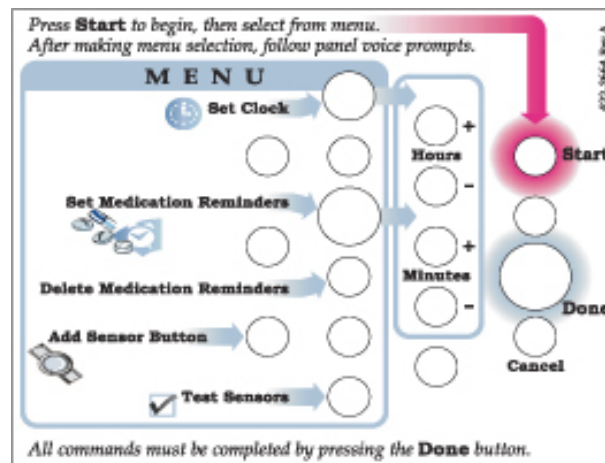 Press Start to begin, then select from menu.
After making menu selection, follow panel voice prompts.
MENU
Set Clock
+
Hours
-
Start
Set Medication Reminders
+
Minutes
-
Delete Medication Reminders
Done
Add Sensor Button
Cancel
Test Sensors
All commands must be completed by pressing the Done button.